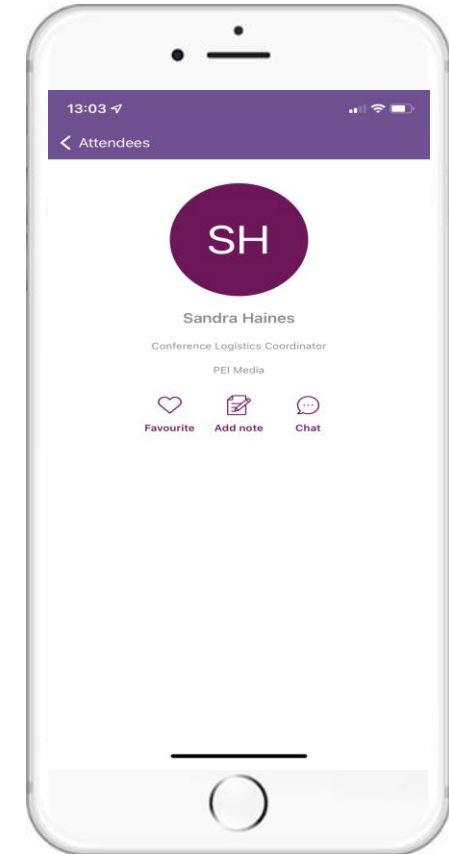 13:03
Attendees
SH
Sandra Haines
Conference Logistics Coordinator
PEI Media
Favourite Add note Chat